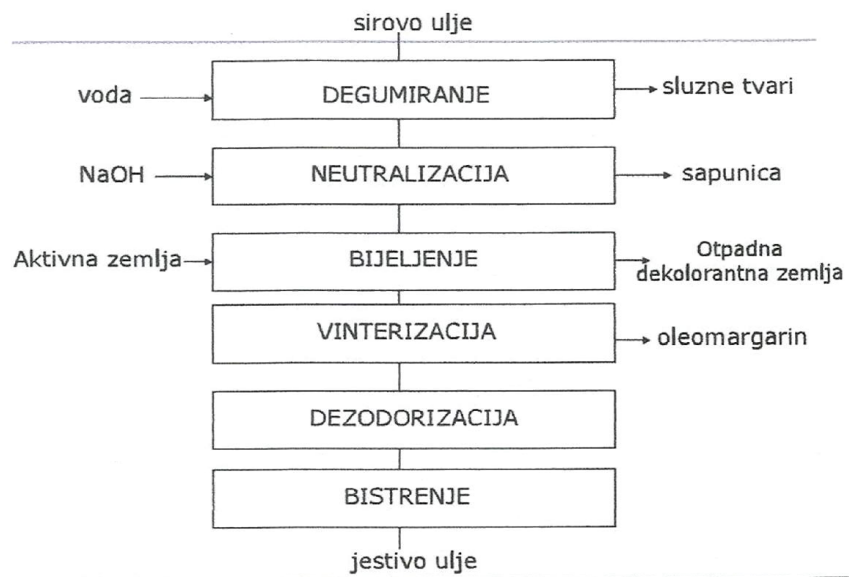 sirovo ulje
voda
DEGUMIRANJE
sluzne tvari
NaOH
NEUTRALIZACIJA
sapunica
Aktivna zemlja
BIJELJENJE
Otpadna
dekolorantna zemlja
VINTERIZACIJA
oleomargarin
DEZODORIZACIJA
BISTRENJE
jestivo ulje